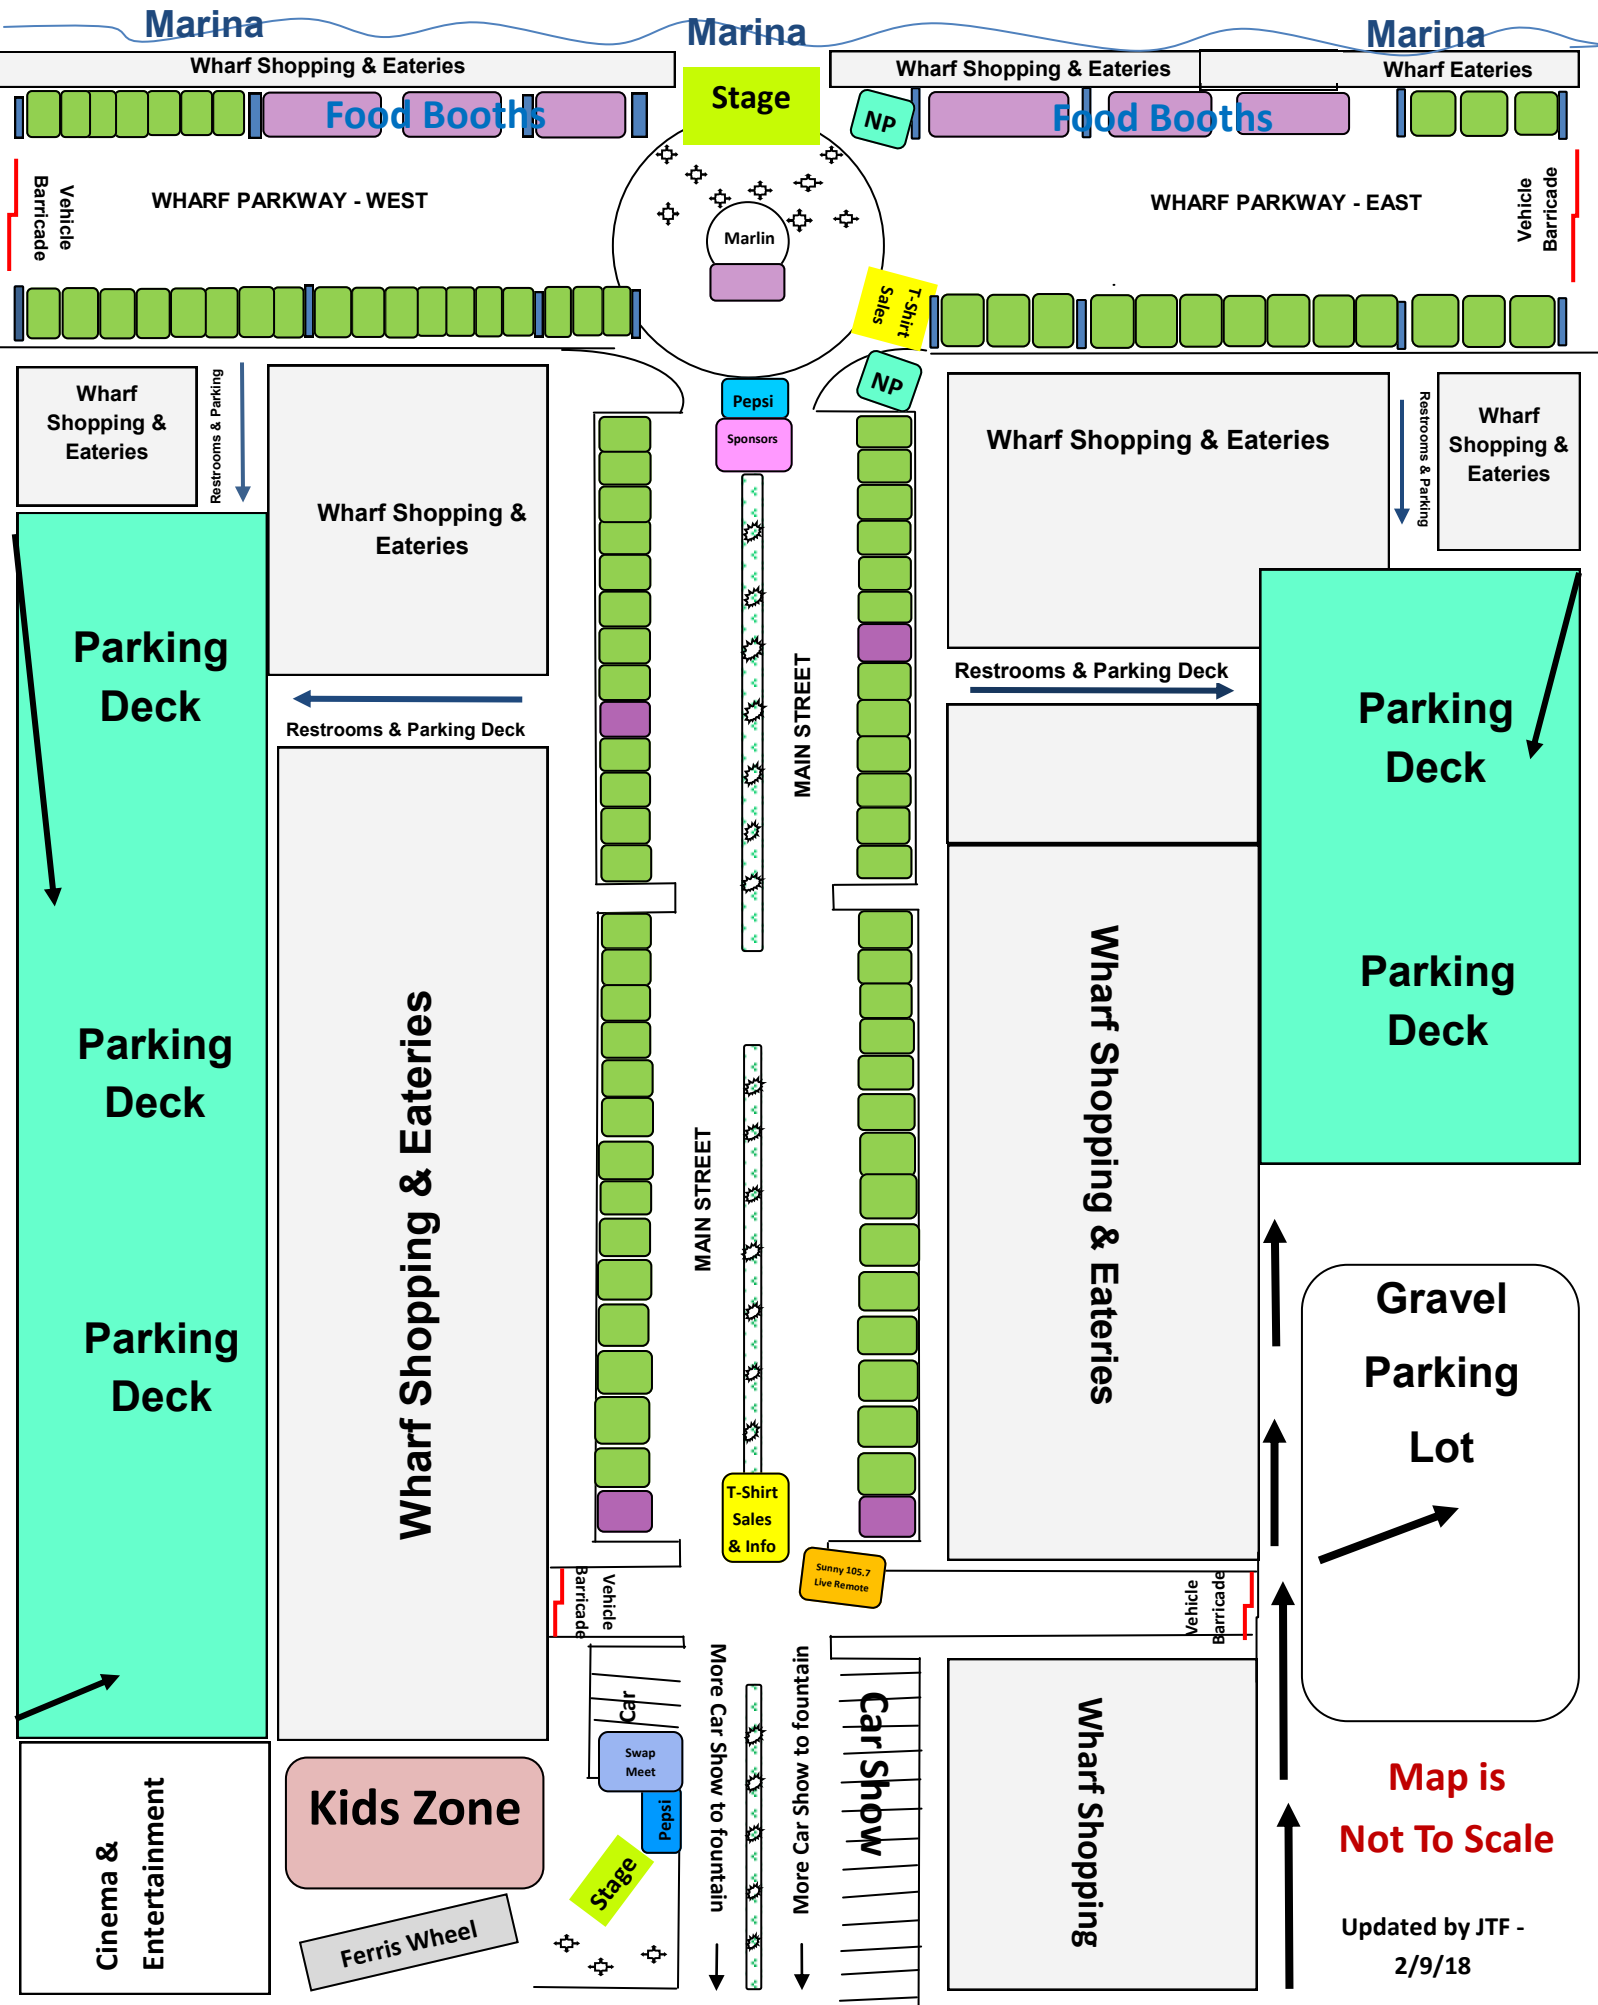 Marina
Marina
Marina
Wharf Shopping & Eateries
Wharf Shopping & Eateries
Wharf Eateries
Stage
Food Booths
NP
Food Booths
Vehicle
Barricade
WHARF PARKWAY - WEST
WHARF PARKWAY - EAST
Vehicle
Barricade
Marlin
T-Shirt
Sales
NP
Pepsi
Sponsors
Wharf
Shopping &
Eateries
Restrooms & Parking
Wharf Shopping &
Eateries
Wharf Shopping & Eateries
Restrooms & Parking
Wharf
Shopping &
Eateries
Parking
Deck
Restrooms & Parking Deck
MAIN STREET
Restrooms & Parking Deck
Parking
Deck
Parking
Deck
Wharf Shopping & Eateries
MAIN STREET
Wharf Shopping & Eateries
Parking
Deck
Parking
Deck
Gravel
Parking
Lot
T-Shirt
Sales
& Info
Sunny 105.7
Live Remote
Vehicle
Barricade
Vehicle
Barricade
Car
Swap
Meet
Pepsi
Stage
More Car Show to fountain
More Car Show to fountain
Car Show
Wharf Shopping
Cinema &
Entertainment
Kids Zone
Ferris Wheel
Map is
Not To Scale
Updated by JTF -
2/9/18